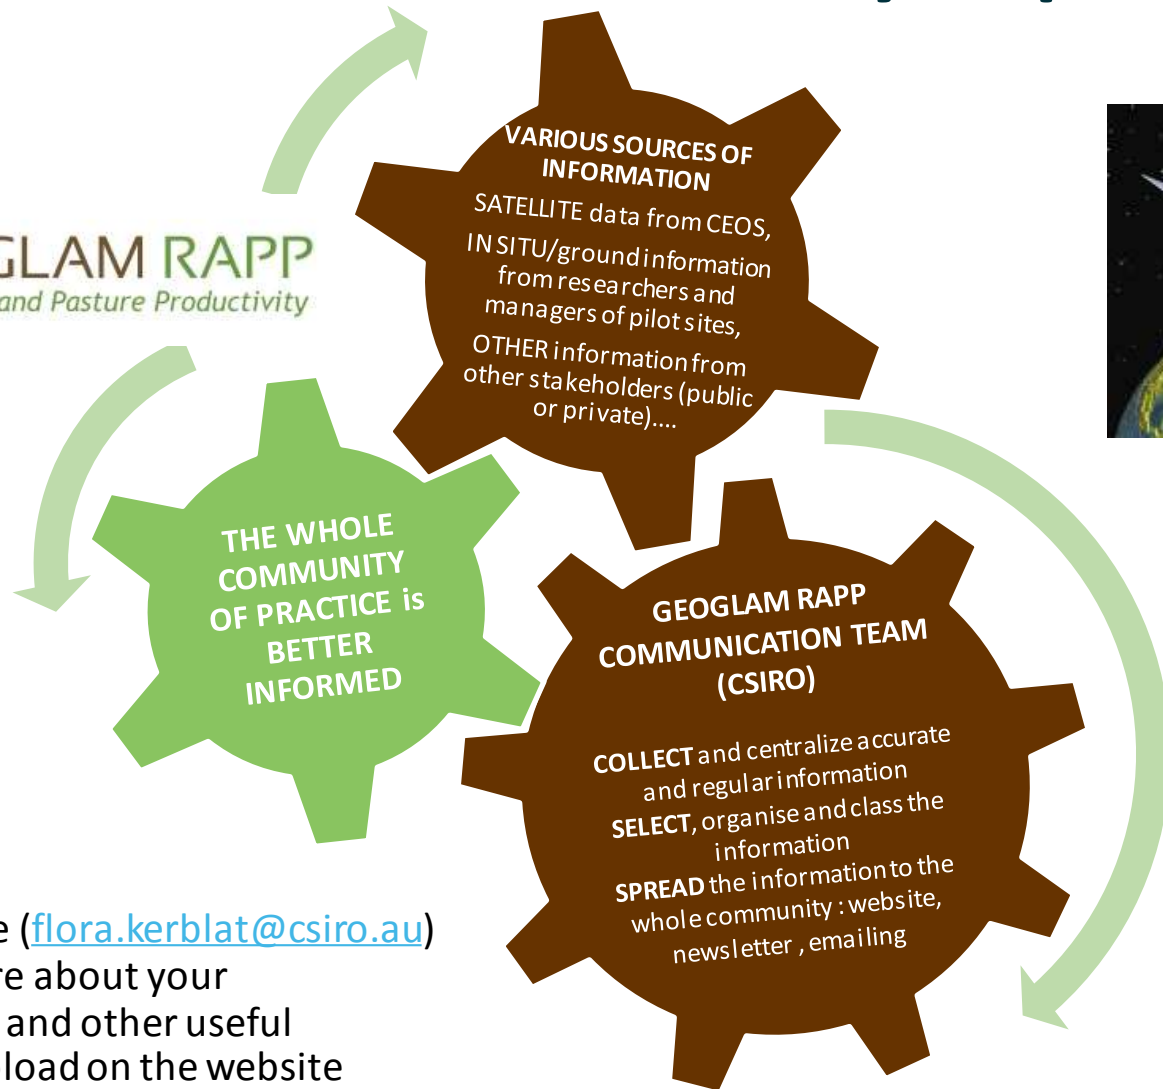 VARIOUS SOURCES OF
INFORMATION
SATELLITE data from CEOS,
IN SITU/ground information
from researchers and
managers of pilot sites,
OTHER information from
other stakeholders (public
or private)....
GLAM RAPP
and Pasture Productivity
THE WHOLE
COMMUNITY
OF PRACTICE is
BETTER
INFORMED
GEOGLAM RAPP
COMMUNICATION TEAM
(CSIRO)
COLLECT and centralize accurate
and regular information
SELECT, organise and class the
information
SPREAD the information to the
whole community : website,
newsletter , emailing
e (flora.kerblat@csiro.au)
re about your
and other useful
load on the website